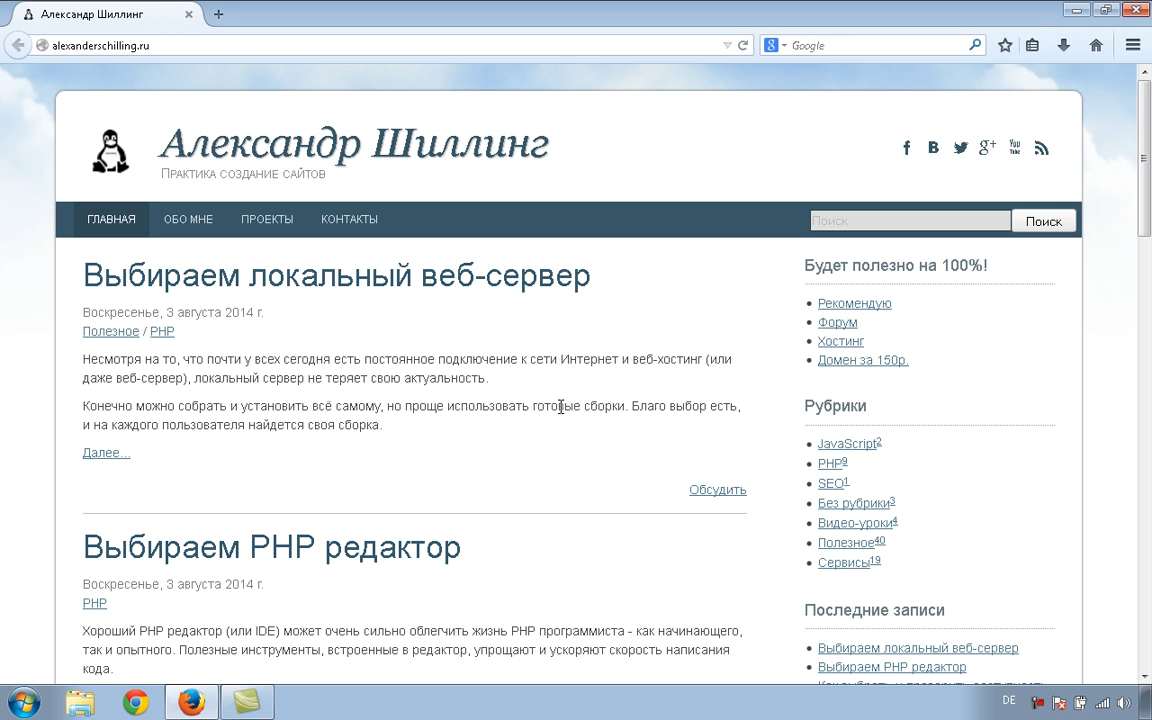 Александр Шиллинг
alexanderschilling.ru
Google
Александр Шиллинг
Практика создание сайтов
ГЛАВНАЯ
ОБО МНЕ
ПРОЕКТЫ
КОНТАКТЫ
Поиск
Поиск
Выбираем локальный веб-сервер
Воскресенье, 3 августа 2014 г.
Полезное / PHP
Несмотря на то, что почти у всех сегодня есть постоянное подключение к сети Интернет и веб-хостинг (или
даже веб-сервер), локальный сервер не теряет свою актуальность.
Конечно можно собрать и установить всё самому, но проще использовать готовые сборки. Благо выбор есть,
и на каждого пользователя найдется своя сборка.
Далее...
Обсудить
Выбираем PHP редактор
Воскресенье, 3 августа 2014 г.
PHP
Хороший PHP редактор (или IDE) может очень сильно облегчить жизнь PHP программиста - как начинающего,
так и опытного. Полезные инструменты, встроенные в редактор, упрощают и ускоряют скорость написания
кода.
Будет полезно на 100%!
Рекомендую
Форум
Хостинг
Домен за 150р.
Рубрики
JavaScript2
PHP9
SEO1
Без рубрики3
Видео-уроки4
Полезное40
Сервисы19
Последние записи
Выбираем локальный веб-сервер
Выбираем PHP редактор
DE